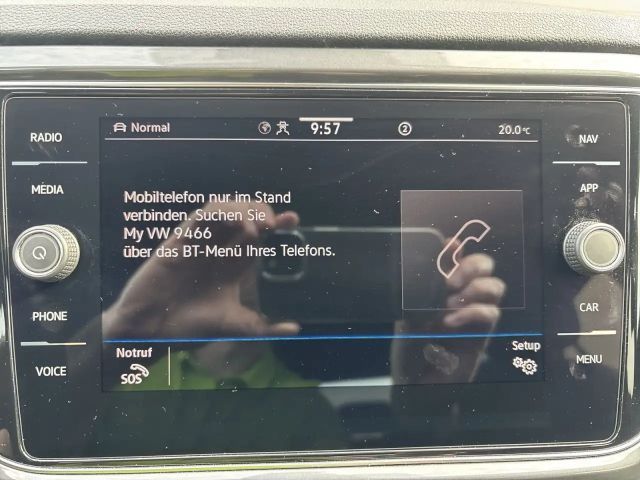 RADIO
MEDIA
PHONE
VOICE
Normal
9:57
2
20.0°C
Mobiltelefon nur im Stand
verbinden. Suchen Sie
My VW 9466
über das BT-Menü Ihres Telefons.
Notruf
SOS
Setup
NAV
APP
CAR
MENU